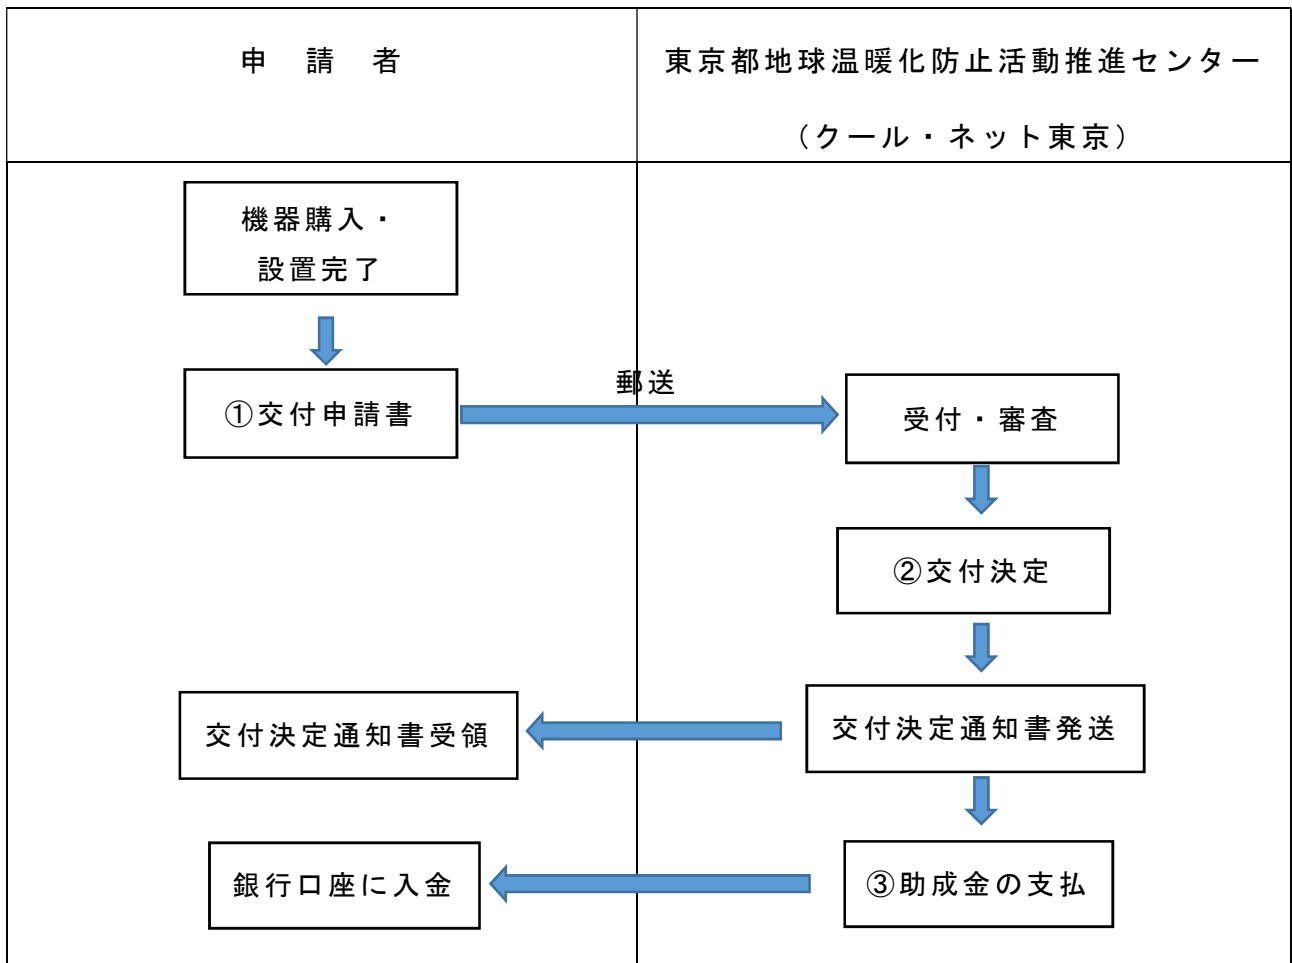 申 請 者
東京都地球温暖化防止活動推進センター
（クール・ネット東京）
機器購入・
設置完了
郵送
①交付申請書
受付・審査
②交付決定
交付決定通知書受領
交付決定通知書発送
銀行口座に入金
③助成金の支払